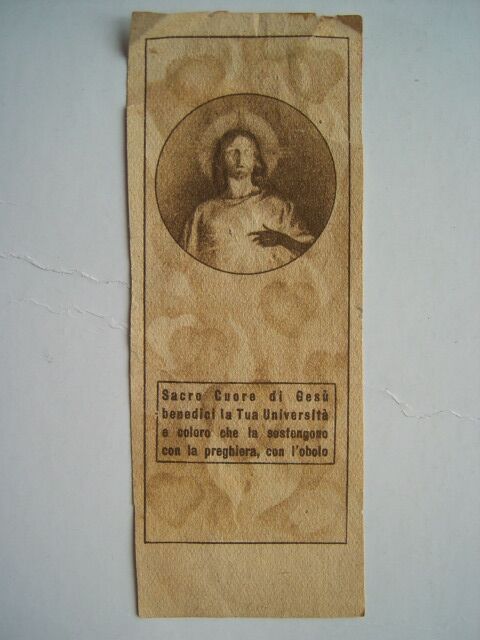 Sacro Cuore di Gesù
benedici la Tua Università
e coloro che la sostengono
con la preghiera, con l'obolo